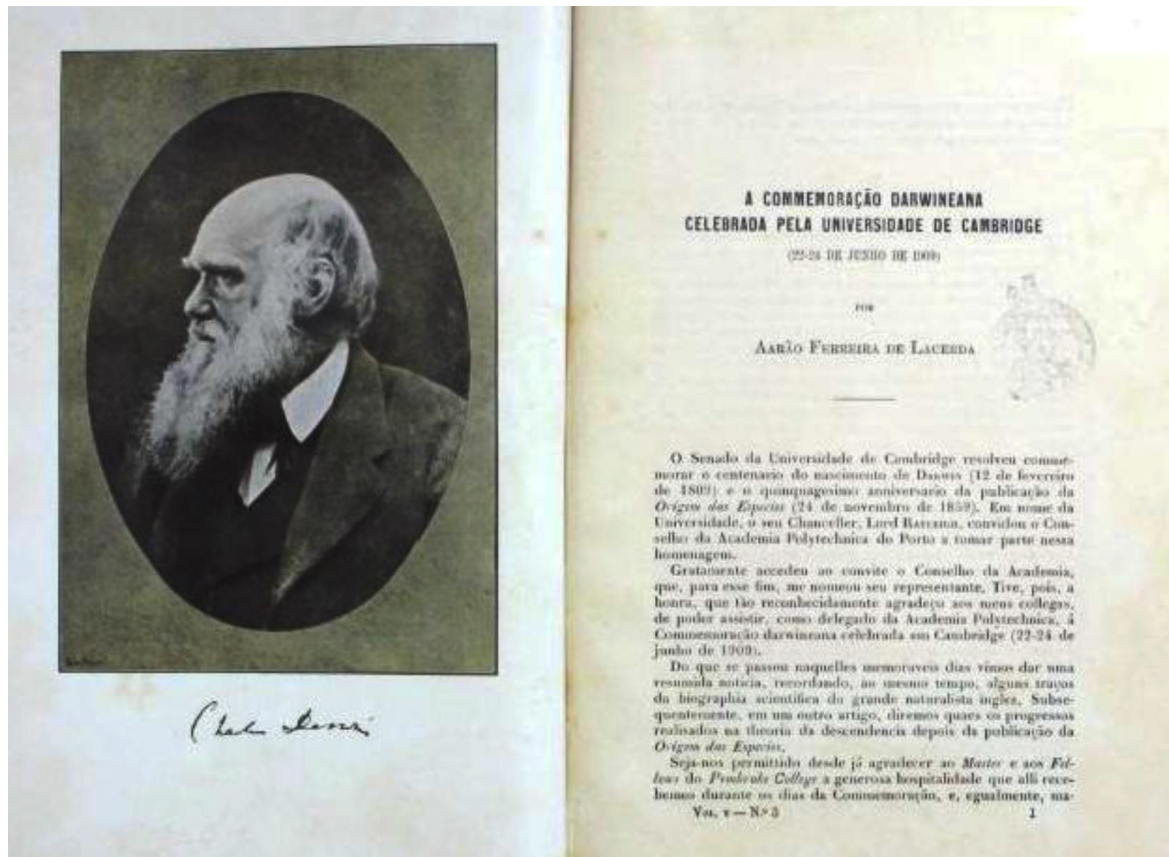 Charles Darwin
A COMMEMORAÇÃO DARWINEANA
CELEBRADA PELA UNIVERSIDADE DE CAMBRIDGE
(22-24 DE JUNHO DE 1909)
POR
AARÃO FERREIRA DE LACERDA
O Senado da Universidade de Cambridge resolveu comme-
morar o centenario do nascimento de DARWIN (12 de fevereiro
de 1809) e o quinquagesimo anniversario da publicação da
Origem das Especies (24 de novembro de 1859). Em nome da
Universidade, o seu Chanceller, Lord RAYLEIGH, convidou o Con-
selho da Academia Polytechnica do Porto a tomar parte nessa
homenagem.
Gratamente accedeu ao convite o Conselho da Academia,
que, para esse fim, me nomeou seu representante. Tive, pois, a
honra, que tão reconhecidamente agradeço aos meus collegas,
de poder assistir, como delegado da Academia Polytechnica, á
Commemoração darwineana celebrada em Cambridge (22-24 de
junho de 1909).
Do que se passou naquelles memoraveis dias vimos dar uma
resumida noticia, recordando, ao mesmo tempo, alguns traços
da biographia scientifica do grande naturalista inglez. Subse-
quentemente, em um outro artigo, diremos quaes os progressos
realisados na theoria da descendencia depois da publicação da
Origem das Especies.
Seja-nos permittido desde já agradecer ao Master e aos Fel-
lows do Pembroke College a generosa hospitalidade que alli rece-
bemos durante os dias da Commemoração, e, egualmente, ma-
VOL. V — N.º 3 1